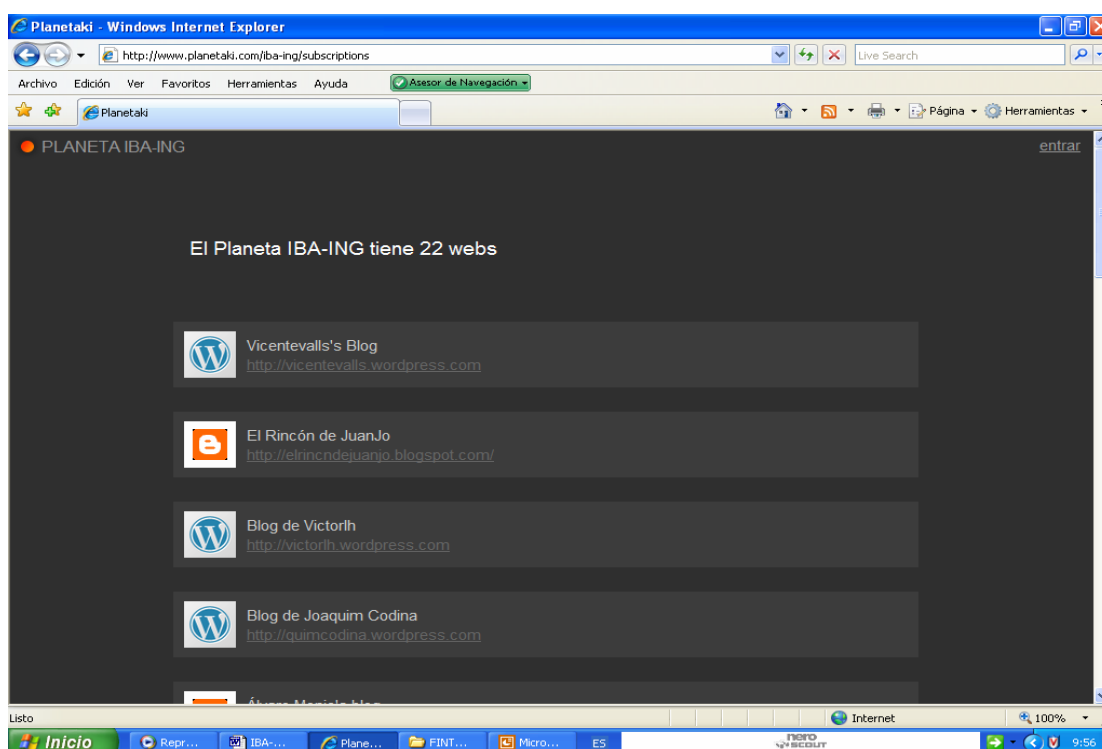 Planetaki - Windows Internet Explorer
http://www.planetaki.com/iba-ing/subscriptions
Live Search
Archivo Edición Ver Favoritos Herramientas Ayuda Asesor de Navegación
Planetaki
Página Herramientas
PLANETA IBA-ING entrar
El Planeta IBA-ING tiene 22 webs
Vicentevalls's Blog
http://vicentevalls.wordpress.com
El Rincón de JuanJo
http://elrincndejuanjo.blogspot.com/
Blog de Victorlh
http://victorlh.wordpress.com
Blog de Joaquim Codina
http://quimcodina.wordpress.com
Listo Internet 100%
Inicio Repr... IBA-... Plane... FINT... Micro... ES nero SCOUT 9:56